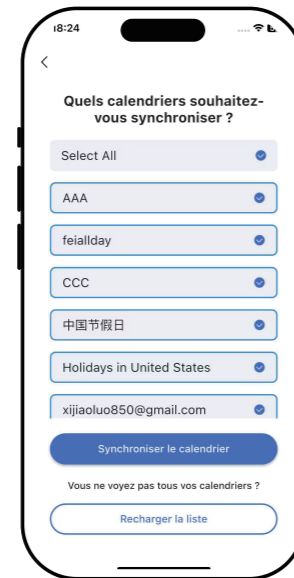 18:24
Quels calendriers souhaitez-
vous synchroniser ?
Select All
AAA
feiallday
CCC
中国节假日
Holidays in United States
xijiaoluo850@gmail.com
Synchroniser le calendrier
Vous ne voyez pas tous vos calendriers ?
Recharger la liste